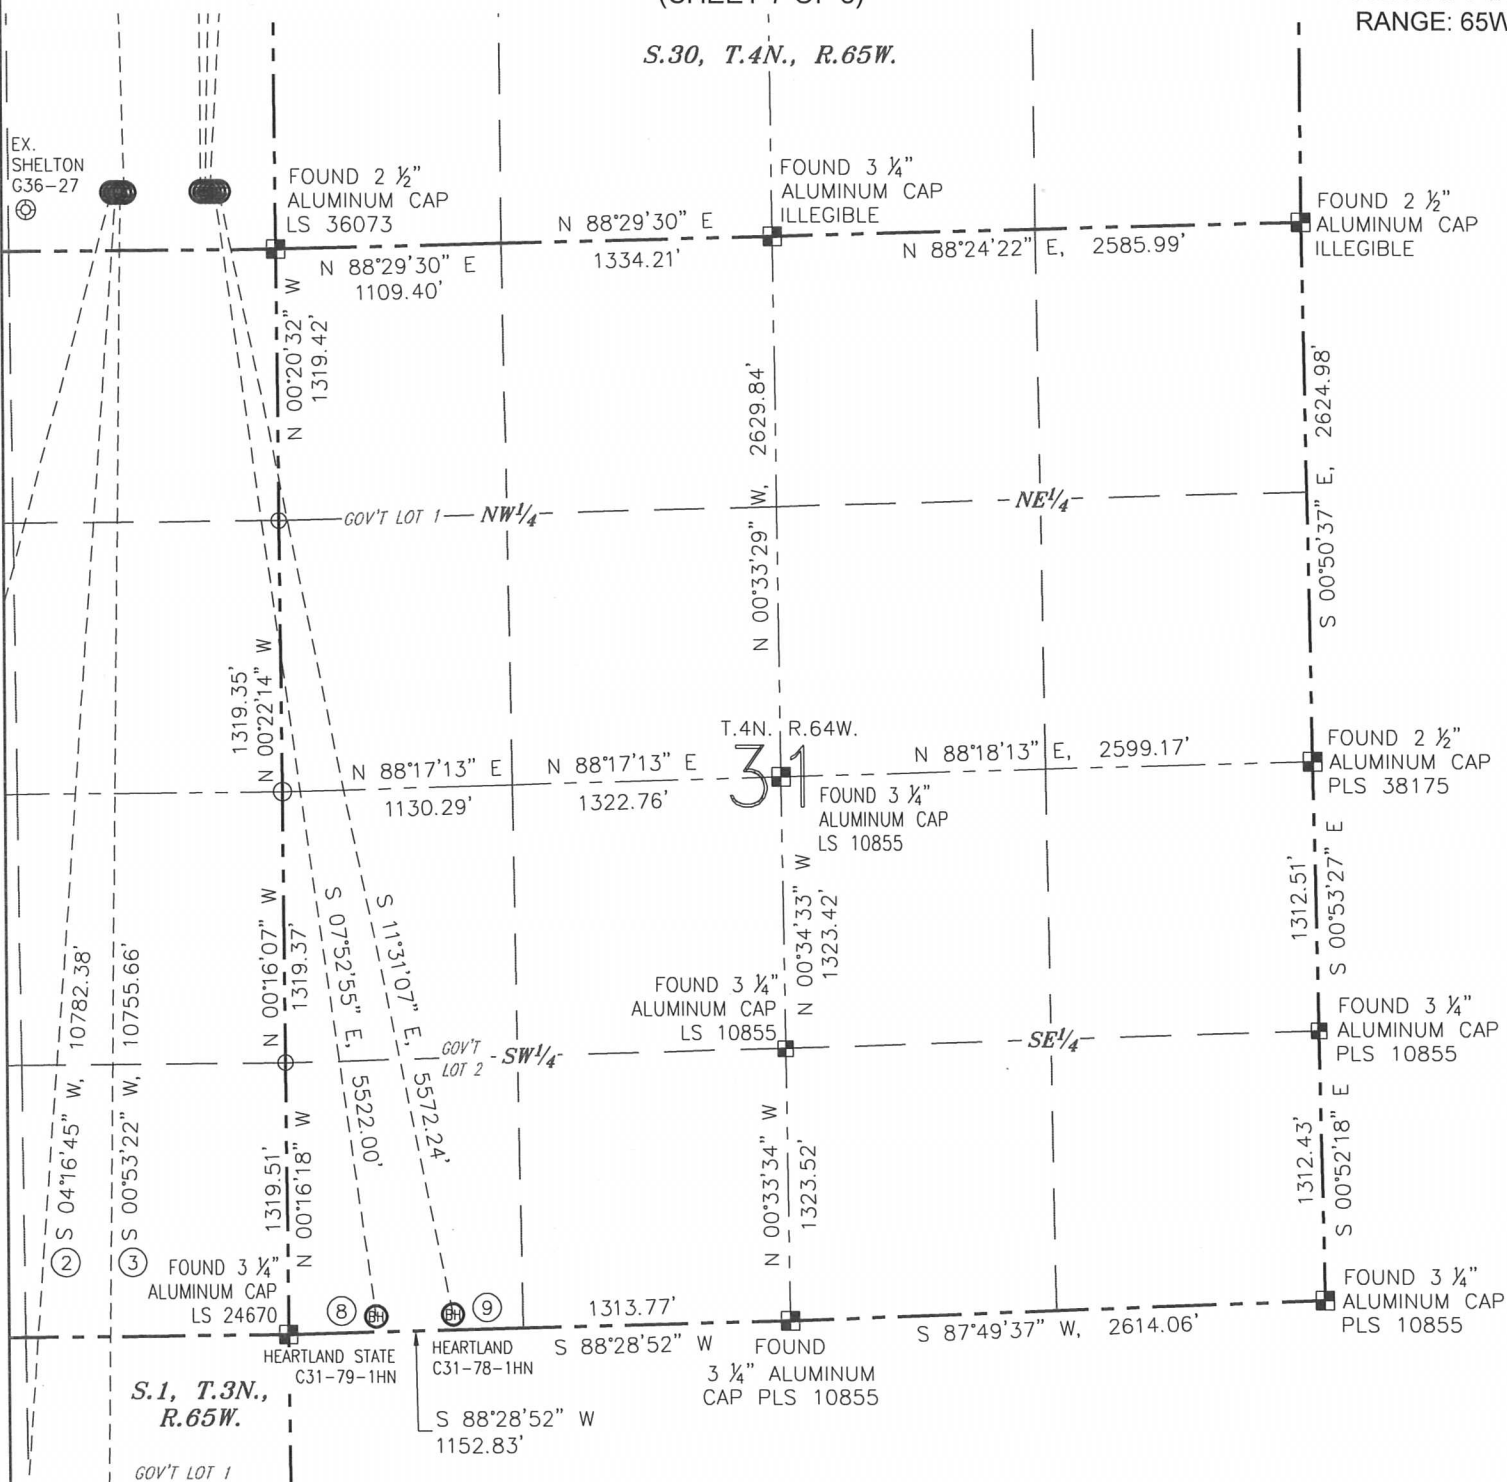 RANGE: 65W
S.30, T.4N., R.65W.
EX.
SHELTON
G36-27
FOUND 2 ½"
ALUMINUM CAP
LS 36073
FOUND 3 ¼"
ALUMINUM CAP
ILLEGIBLE
FOUND 2 ½"
ALUMINUM CAP
ILLEGIBLE
N 88°29'30" E
1109.40'
N 88°29'30" E
1334.21'
N 88°24'22" E, 2585.99'
N 00°20'32" W
1319.42'
N 00°33'29" W, 2629.84'
S 00°50'37" E, 2624.98'
GOV'T LOT 1
NW¼
NE¼
1319.35'
N 00°22'14" W
T.4N. R.64W.
31
N 88°17'13" E
1130.29'
N 88°17'13" E
1322.76'
N 88°18'13" E, 2599.17'
FOUND 3 ¼"
ALUMINUM CAP
LS 10855
FOUND 2 ½"
ALUMINUM CAP
PLS 38175
10782.38'
S 04°16'45" W,
10755.66'
S 00°53'22" W,
N 00°16'07" W
1319.37'
S 07°52'55" E, 5522.00'
S 11°31'07" E, 5572.24'
N 00°34'33" W
1323.42'
1312.51'
S 00°53'27" E
FOUND 3 ¼"
ALUMINUM CAP
LS 10855
GOV'T
LOT 2
SW¼
SE¼
FOUND 3 ¼"
ALUMINUM CAP
PLS 10855
1319.51'
N 00°16'18" W
N 00°33'34" W
1323.52'
1312.43'
S 00°52'18" E
2
3
FOUND 3 ¼"
ALUMINUM CAP
LS 24670
8
BH
BH
9
HEARTLAND STATE
C31-79-1HN
HEARTLAND
C31-78-1HN
1313.77'
S 88°28'52" W
FOUND
3 ¼" ALUMINUM
CAP PLS 10855
S 87°49'37" W, 2614.06'
FOUND 3 ¼"
ALUMINUM CAP
PLS 10855
S.1, T.3N.,
R.65W.
S 88°28'52" W
1152.83'
GOV'T LOT 1